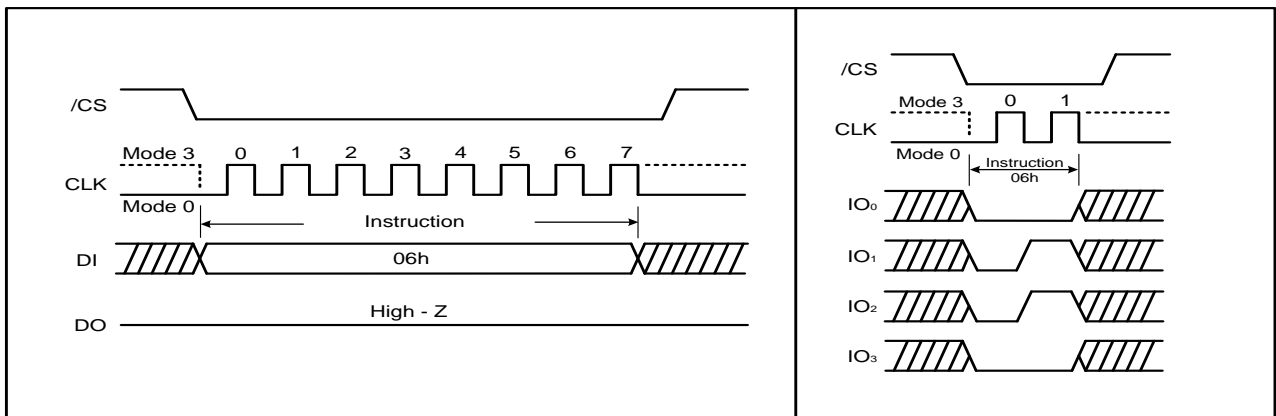 /CS
Mode 3 0 1 2 3 4 5 6 7
CLK
Mode 0
Instruction
DI 06h
High - Z
DO
/CS
Mode 3 0 1
CLK
Mode 0
Instruction
06h
IO₀
IO₁
IO₂
IO₃